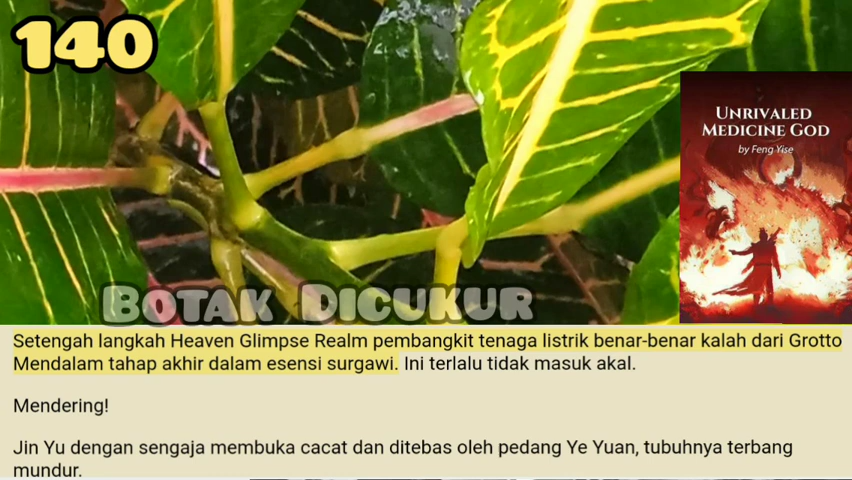 140
UNRIVALED
MEDICINE GOD
by Feng Yise
BOTAK DICUKUR
Setengah langkah Heaven Glimpse Realm pembangkit tenaga listrik benar-benar kalah dari Grotto
Mendalam tahap akhir dalam esensi surgawi. Ini terlalu tidak masuk akal.
Mendering!
Jin Yu dengan sengaja membuka cacat dan ditebas oleh pedang Ye Yuan, tubuhnya terbang
mundur.